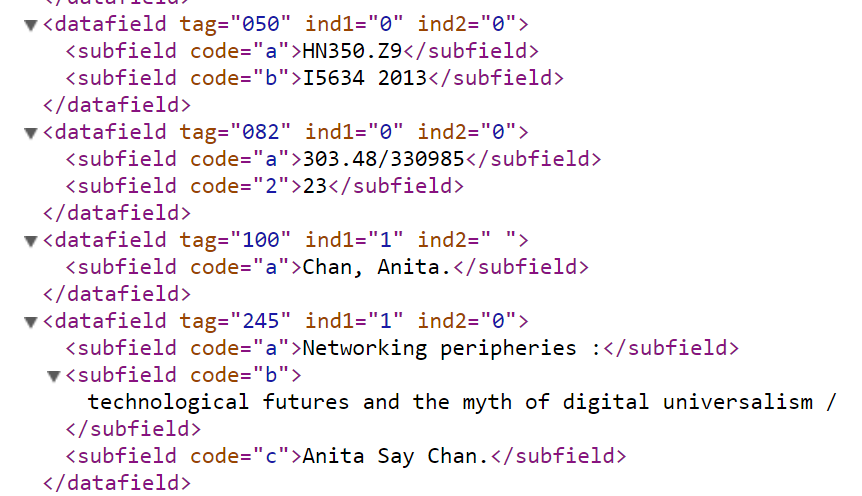 <datafield tag="050" ind1="0" ind2="0">
<subfield code="a">HN350.Z9</subfield>
<subfield code="b">I5634 2013</subfield>
</datafield>
<datafield tag="082" ind1="0" ind2="0">
<subfield code="a">303.48/330985</subfield>
<subfield code="2">23</subfield>
</datafield>
<datafield tag="100" ind1="1" ind2=" ">
<subfield code="a">Chan, Anita.</subfield>
</datafield>
<datafield tag="245" ind1="1" ind2="0">
<subfield code="a">Networking peripheries :</subfield>
<subfield code="b">
technological futures and the myth of digital universalism /
</subfield>
<subfield code="c">Anita Say Chan.</subfield>
</datafield>